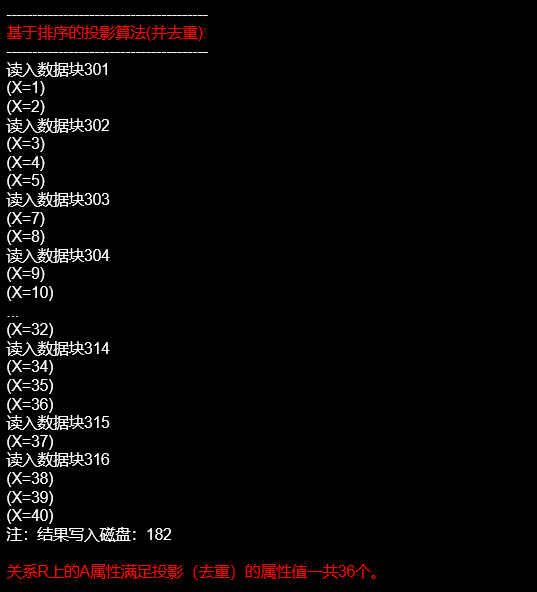 ----------------------------------------
基于排序的投影算法(并去重):
----------------------------------------
读入数据块301
(X=1)
(X=2)
读入数据块302
(X=3)
(X=4)
(X=5)
读入数据块303
(X=7)
(X=8)
读入数据块304
(X=9)
(X=10)
...
(X=32)
读入数据块314
(X=34)
(X=35)
(X=36)
读入数据块315
(X=37)
读入数据块316
(X=38)
(X=39)
(X=40)
注：结果写入磁盘：182
关系R上的A属性满足投影（去重）的属性值一共36个。